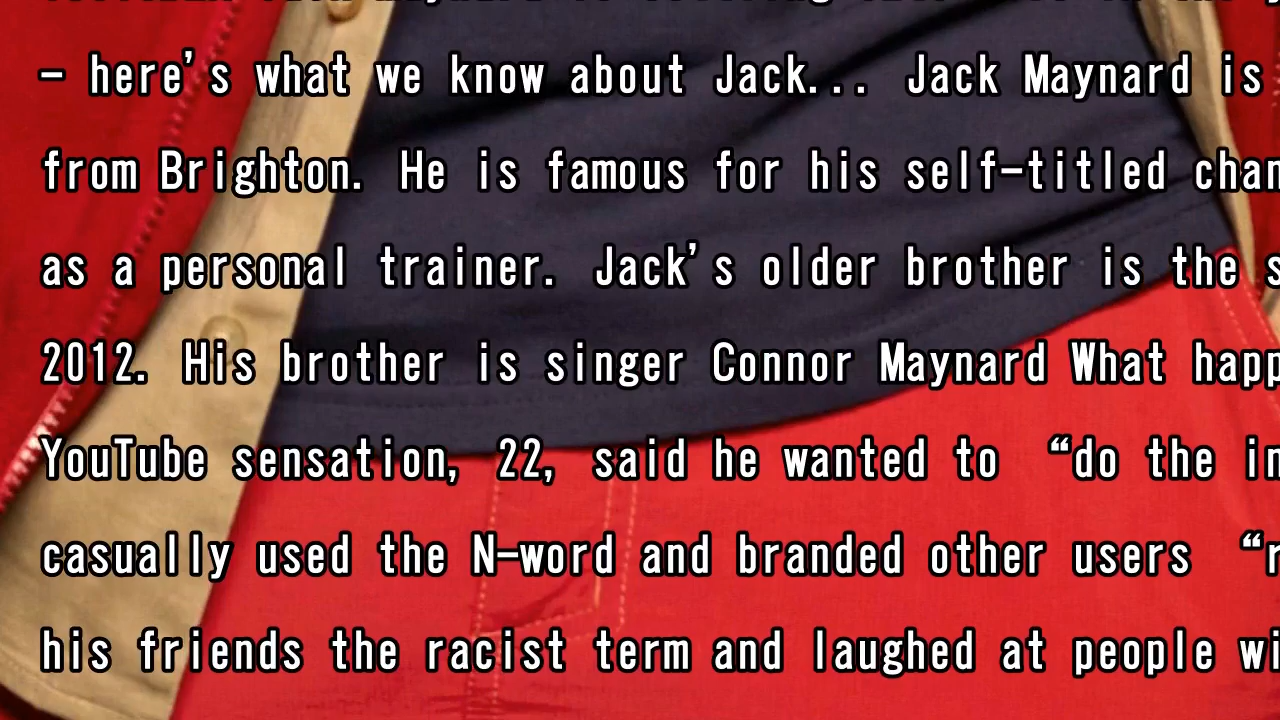 – here’s what we know about Jack... Jack Maynard is
from Brighton. He is famous for his self–titled
as a personal trainer. Jack’s older brother is the
2012. His brother is singer Connor Maynard What
YouTube sensation, 22, said he wanted to “do the
casually used the N–word and branded other users
his friends the racist term and laughed at people